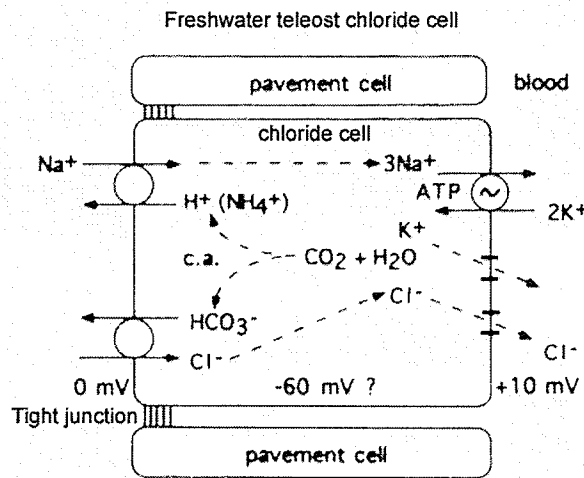 Freshwater teleost chloride cell
pavement cell
blood
chloride cell
Na⁺
3Na⁺
ATP
~
H⁺ (NH₄⁺)
2K⁺
K⁺
c.a.
CO₂ + H₂O
Cl⁻
HCO₃⁻
Cl⁻
Cl⁻
0 mV
-60 mV ?
+10 mV
Tight junction
pavement cell